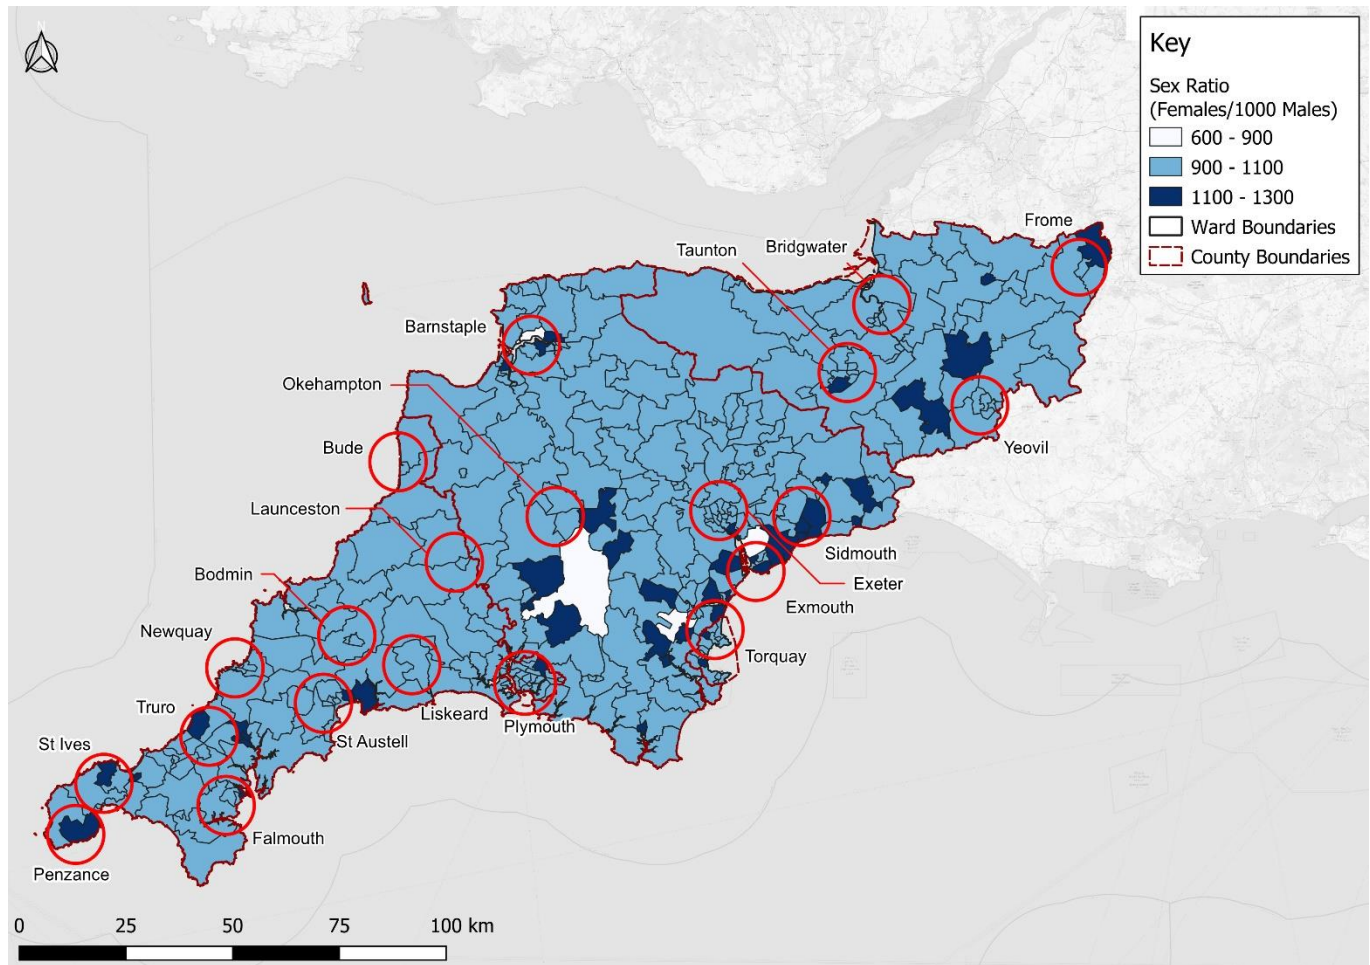 N
Key
Sex Ratio
(Females/1000 Males)
600 - 900
900 - 1100
1100 - 1300
Ward Boundaries
County Boundaries
Frome
Bridgwater
Taunton
Barnstaple
Okehampton
Bude
Yeovil
Launceston
Sidmouth
Bodmin
Exeter
Exmouth
Newquay
Torquay
Truro
Liskeard
Plymouth
St Ives
St Austell
Falmouth
Penzance
0 25 50 75 100 km